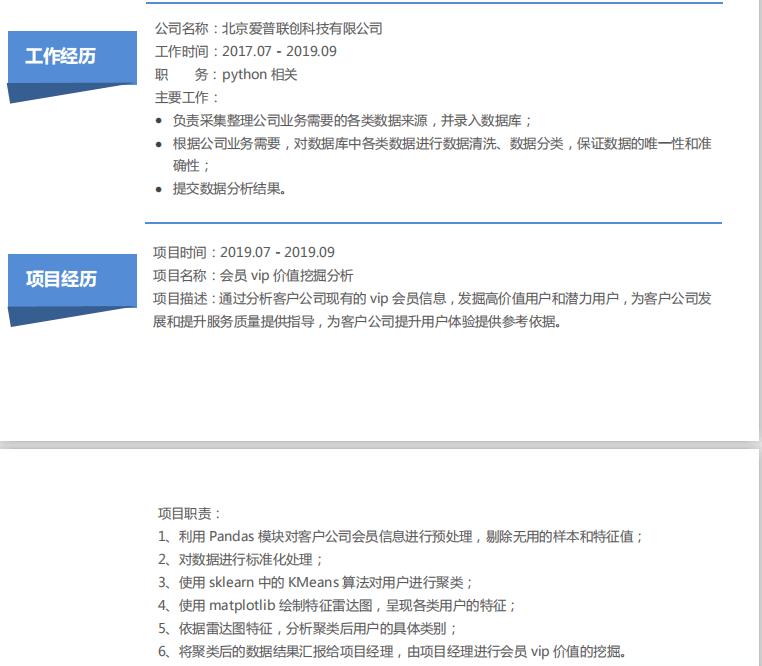 工作经历
公司名称：北京爱普联创科技有限公司
工作时间：2017.07 - 2019.09
职　　务：python 相关
主要工作：
● 负责采集整理公司业务需要的各类数据来源，并录入数据库；
● 根据公司业务需要，对数据库中各类数据进行数据清洗、数据分类，保证数据的唯一性和准
确性；
● 提交数据分析结果。
项目经历
项目时间：2019.07 - 2019.09
项目名称：会员 vip 价值挖掘分析
项目描述：通过分析客户公司现有的 vip 会员信息，发掘高价值用户和潜力用户，为客户公司发
展和提升服务质量提供指导，为客户公司提升用户体验提供参考依据。
项目职责：
1、利用 Pandas 模块对客户公司会员信息进行预处理，剔除无用的样本和特征值；
2、对数据进行标准化处理；
3、使用 sklearn 中的 KMeans 算法对用户进行聚类；
4、使用 matplotlib 绘制特征雷达图，呈现各类用户的特征；
5、依据雷达图特征，分析聚类后用户的具体类别；
6、将聚类后的数据结果汇报给项目经理，由项目经理进行会员 vip 价值的挖掘。